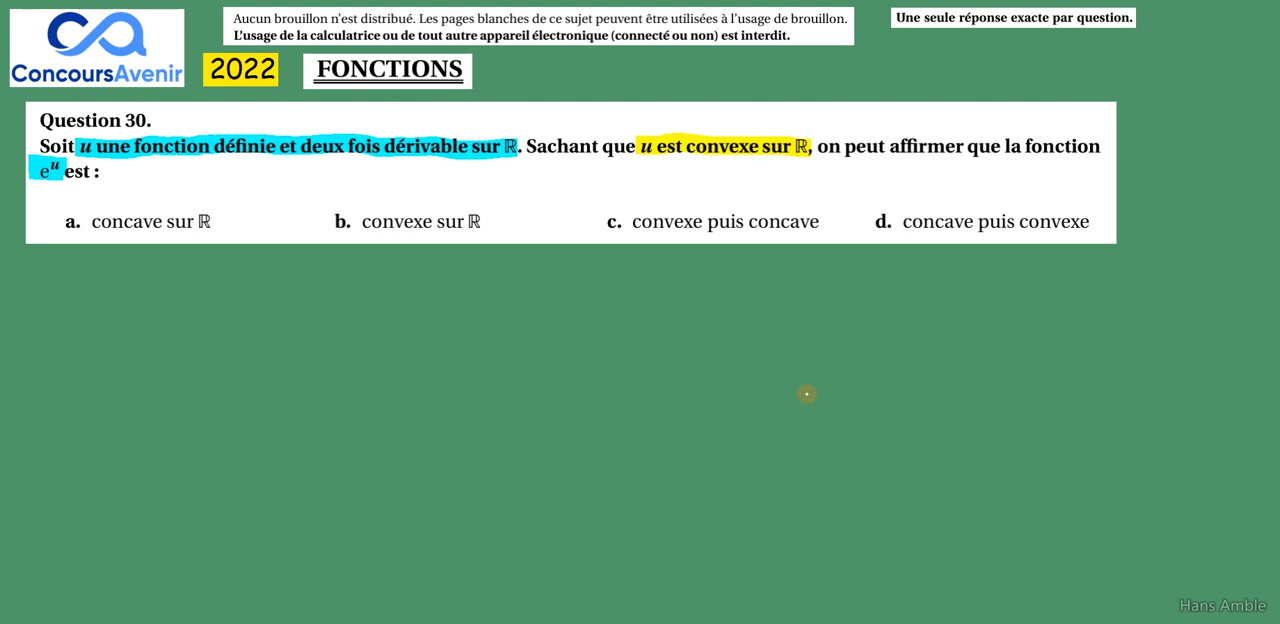 Aucun brouillon n'est distribué. Les pages blanches de ce sujet peuvent être utilisées à l'usage de brouillon.
L'usage de la calculatrice ou de tout autre appareil électronique (connecté ou non) est interdit.
Une seule réponse exacte par question.
ConcoursAvenir
2022
FONCTIONS
Question 30.
Soit u une fonction définie et deux fois dérivable sur ℝ. Sachant que u est convexe sur ℝ, on peut affirmer que la fonction
eᵘ est :
a. concave sur ℝ b. convexe sur ℝ c. convexe puis concave d. concave puis convexe
Hans Amble